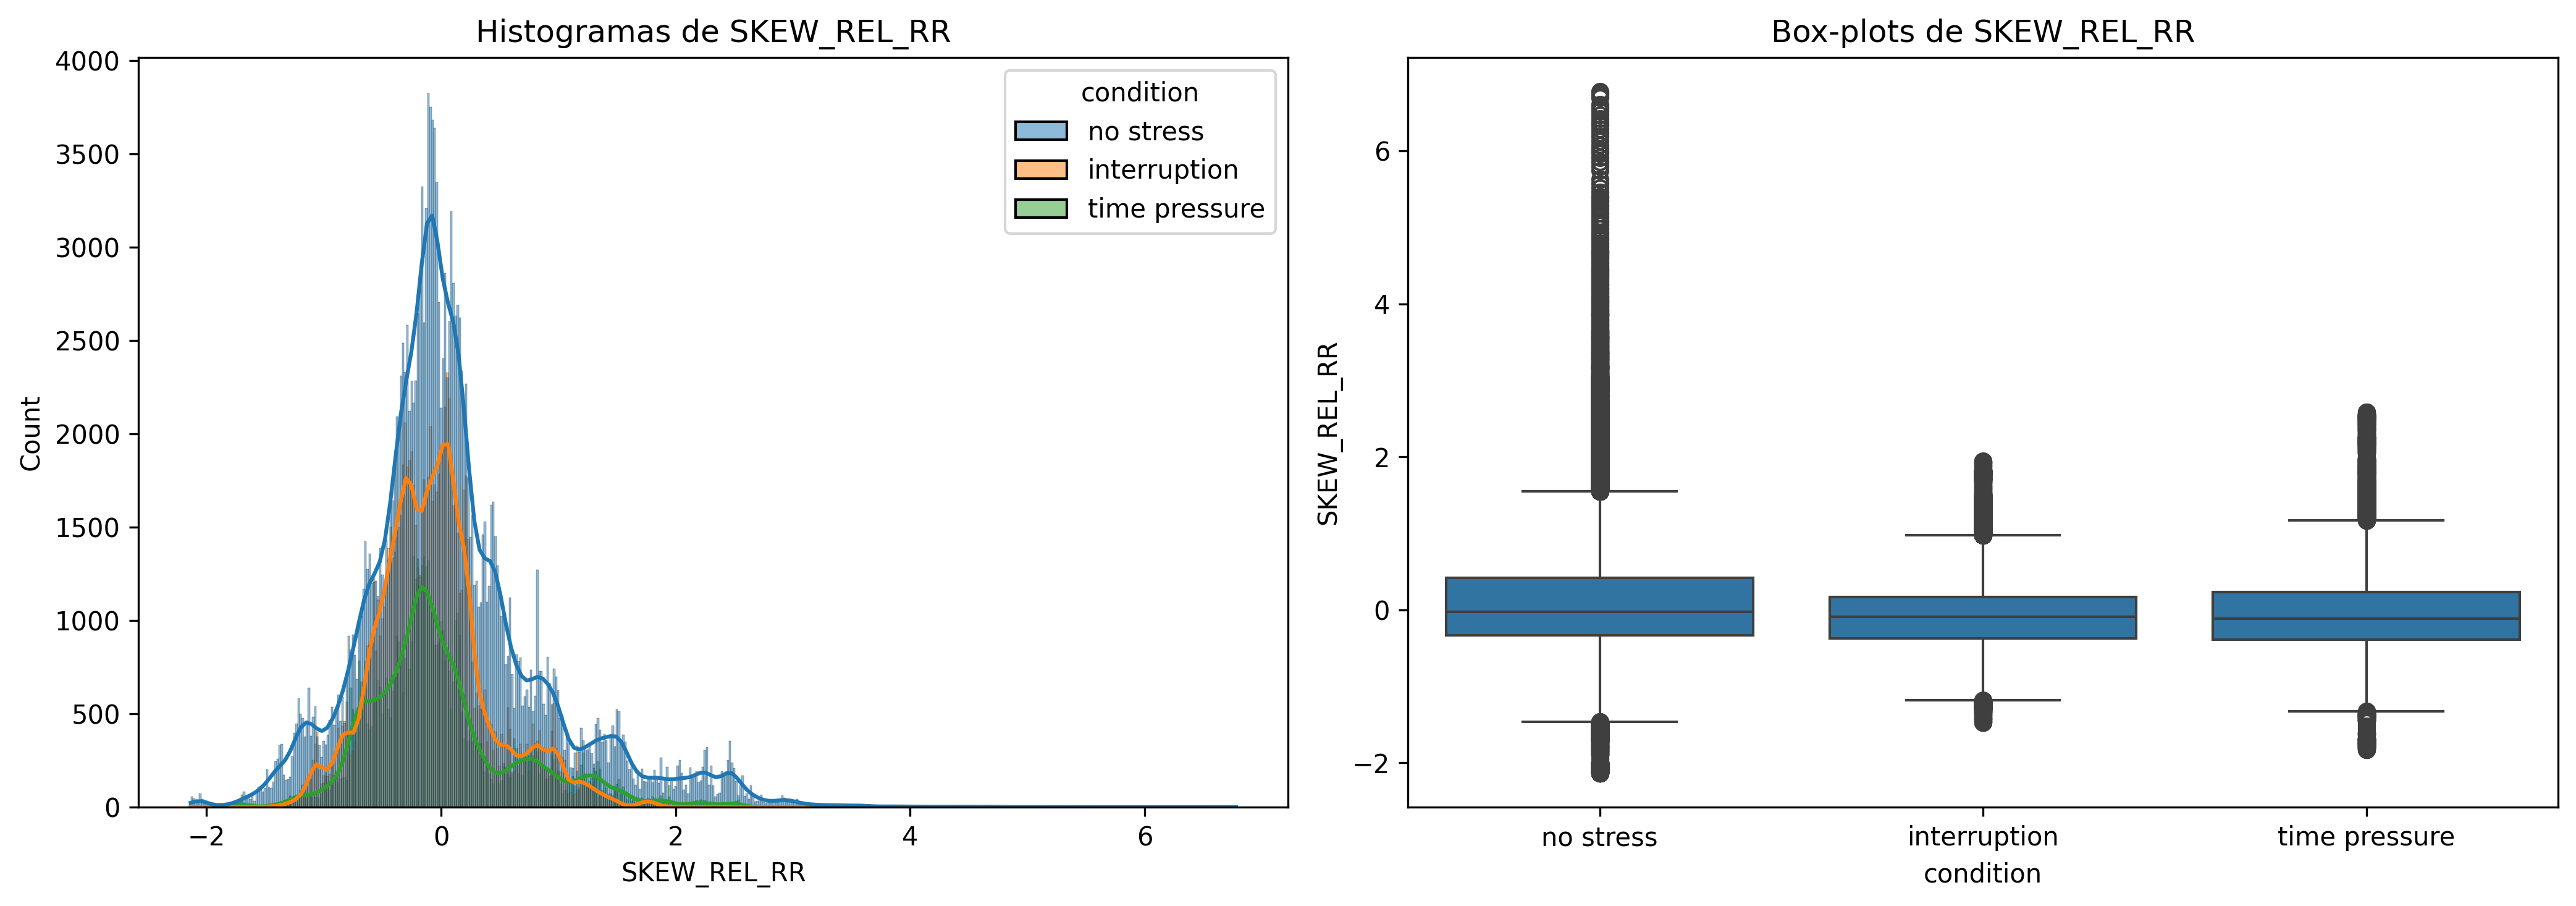 Histogramas de SKEW_REL_RR
4000
3500
3000
2500
2000
1500
1000
500
0
Count
condition
no stress
interruption
time pressure
−2
0
2
4
6
SKEW_REL_RR
Box-plots de SKEW_REL_RR
6
4
2
0
−2
SKEW_REL_RR
no stress
interruption
time pressure
condition